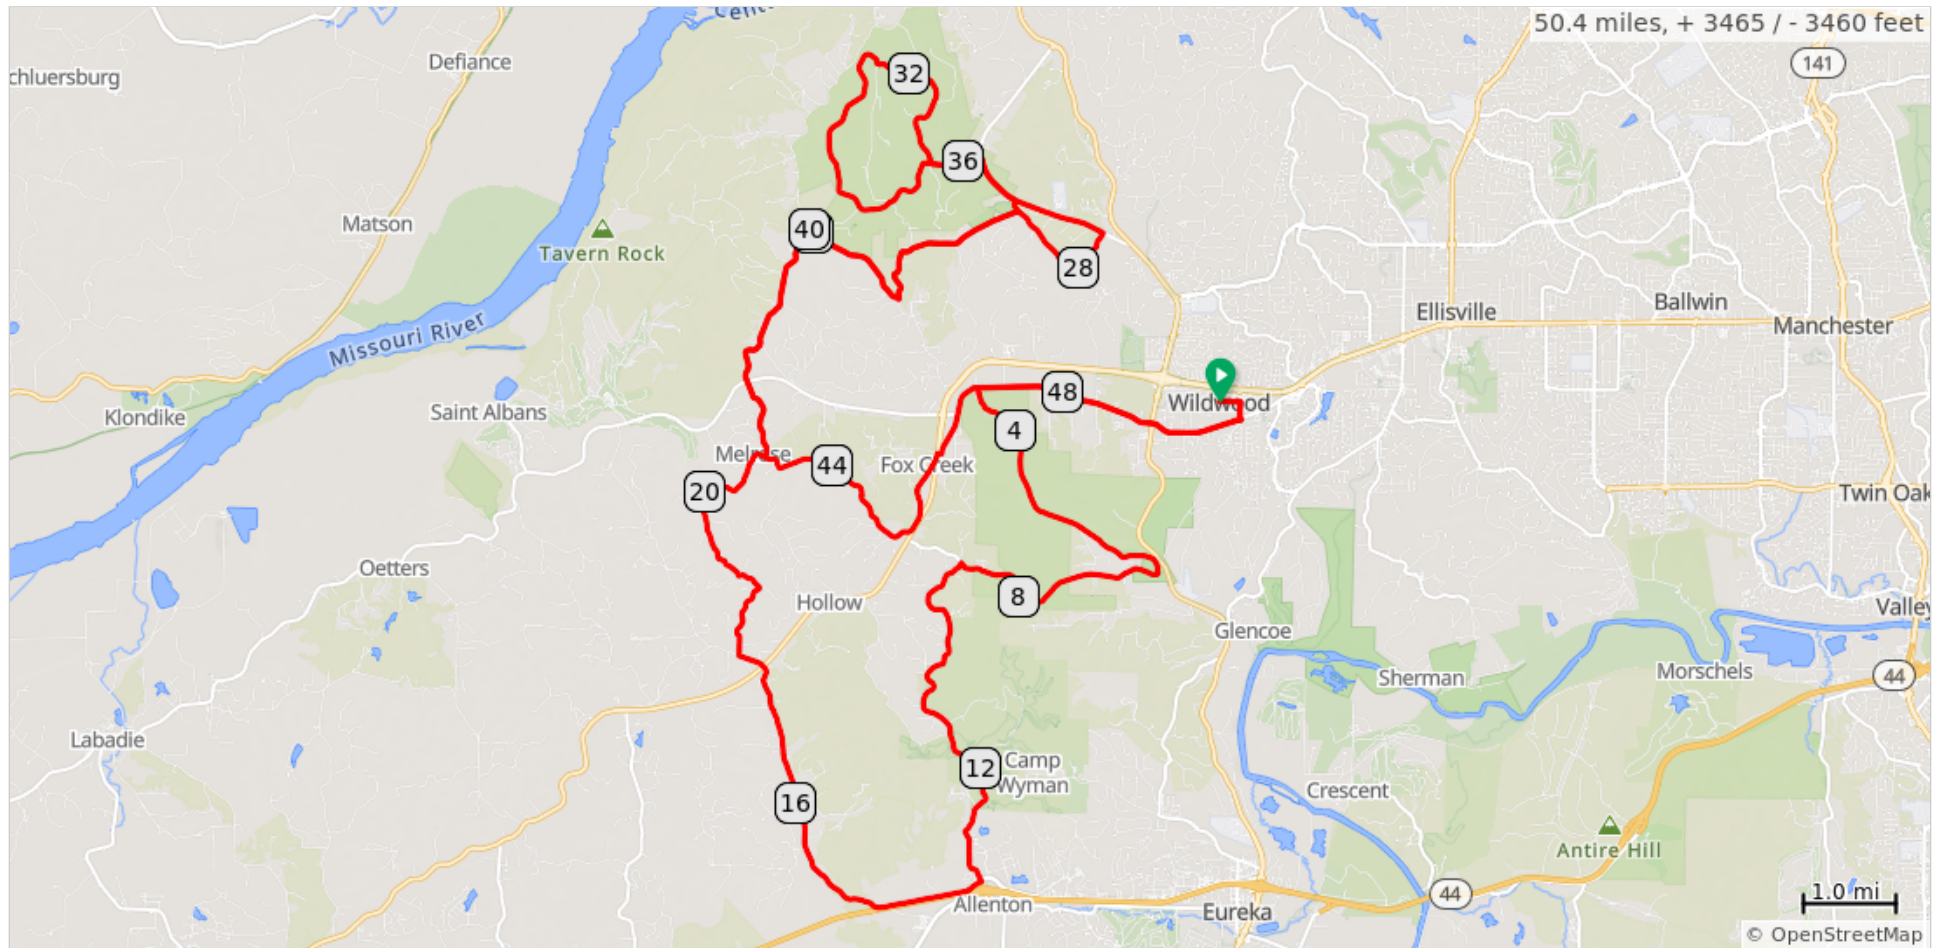 50.4 miles, + 3465 / - 3460 feet
Defiance
chluersburg
32
141
36
Matson
40
Tavern Rock
28
Missouri River
Ellisville
Ballwin
Manchester
Klondike
Saint Albans
48
Wildwood
4
Melrose
44
Fox Creek
20
Twin Oak
Oetters
Hollow
8
Valley
Glencoe
Sherman
Morschels
44
Labadie
12
Camp
Wyman
16
Crescent
Antire Hill
44
1.0 mi
Allenton
Eureka
© OpenStreetMap